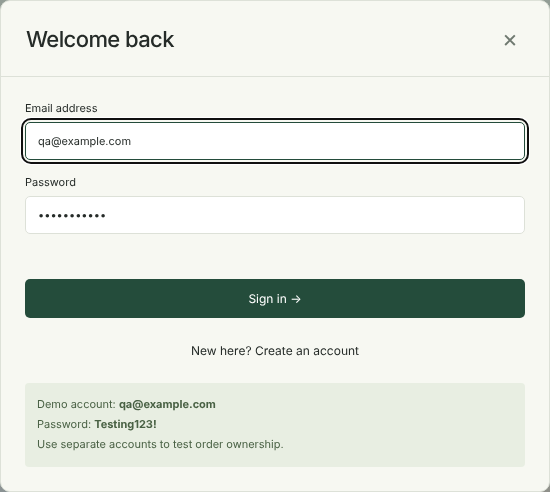 Welcome back
Email address
qa@example.com
Password
•••••••••••
Sign in →
New here? Create an account
Demo account: qa@example.com
Password: Testing123!
Use separate accounts to test order ownership.